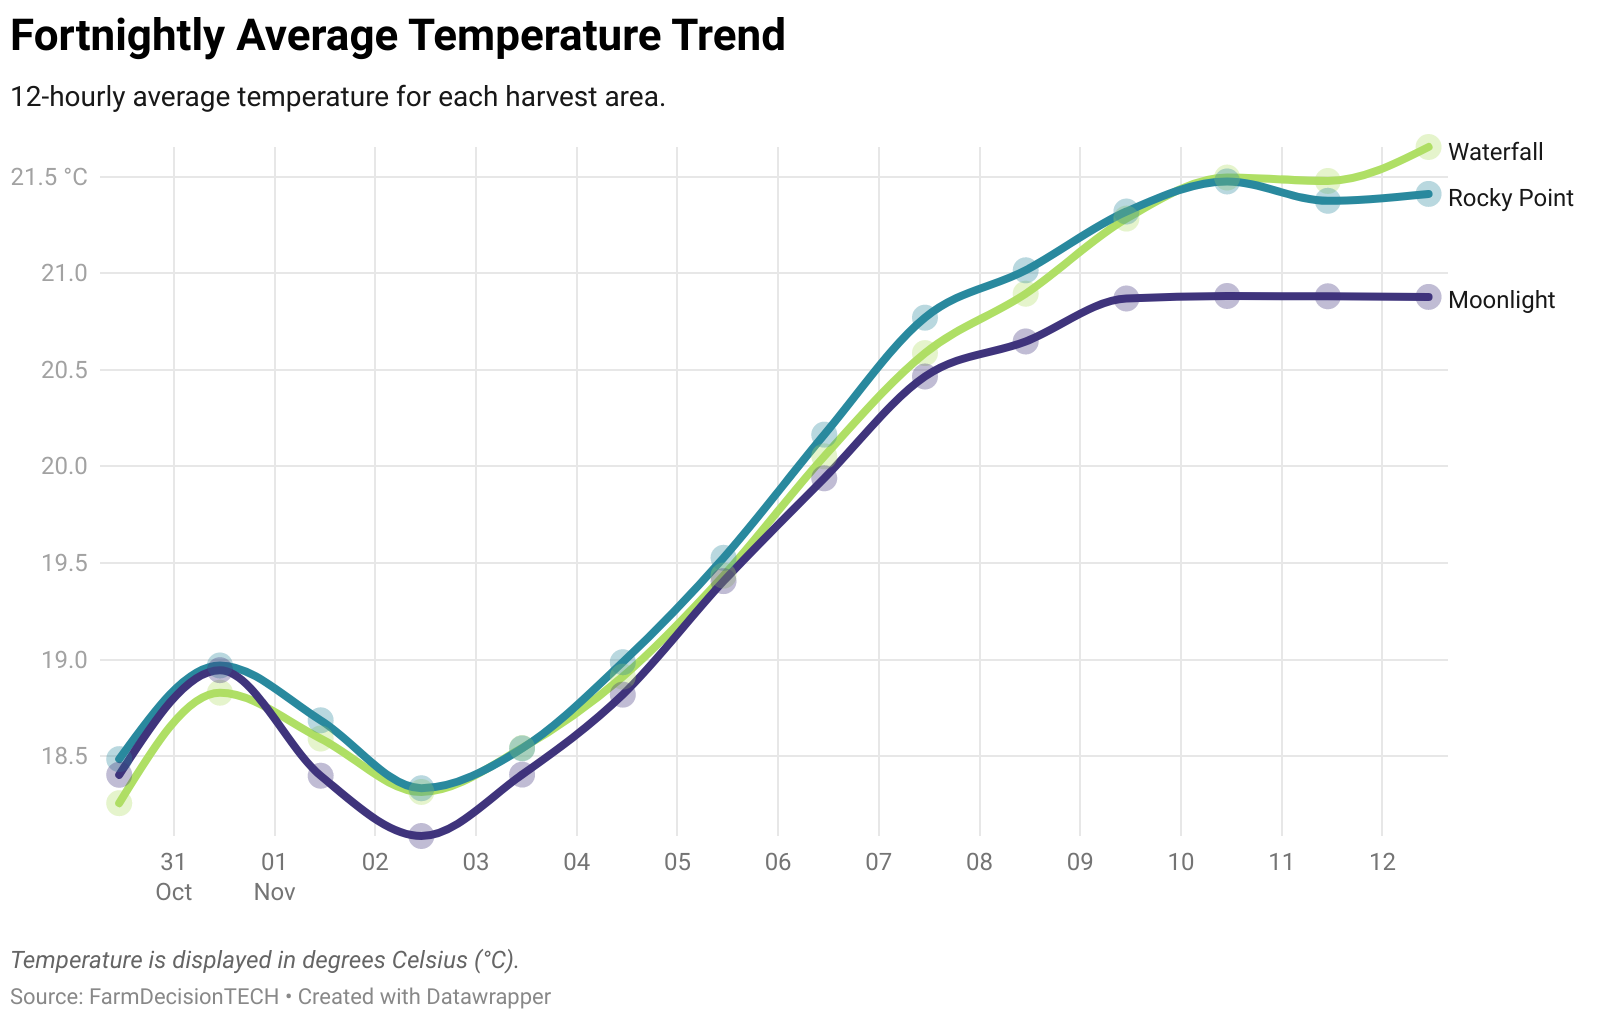 Fortnightly Average Temperature Trend
12-hourly average temperature for each harvest area.
21.5 °C
21.0
20.5
20.0
19.5
19.0
18.5
Waterfall
Rocky Point
Moonlight
31 01 02 03 04 05 06 07 08 09 10 11 12
Oct Nov
Temperature is displayed in degrees Celsius (°C).
Source: FarmDecisionTECH • Created with Datawrapper